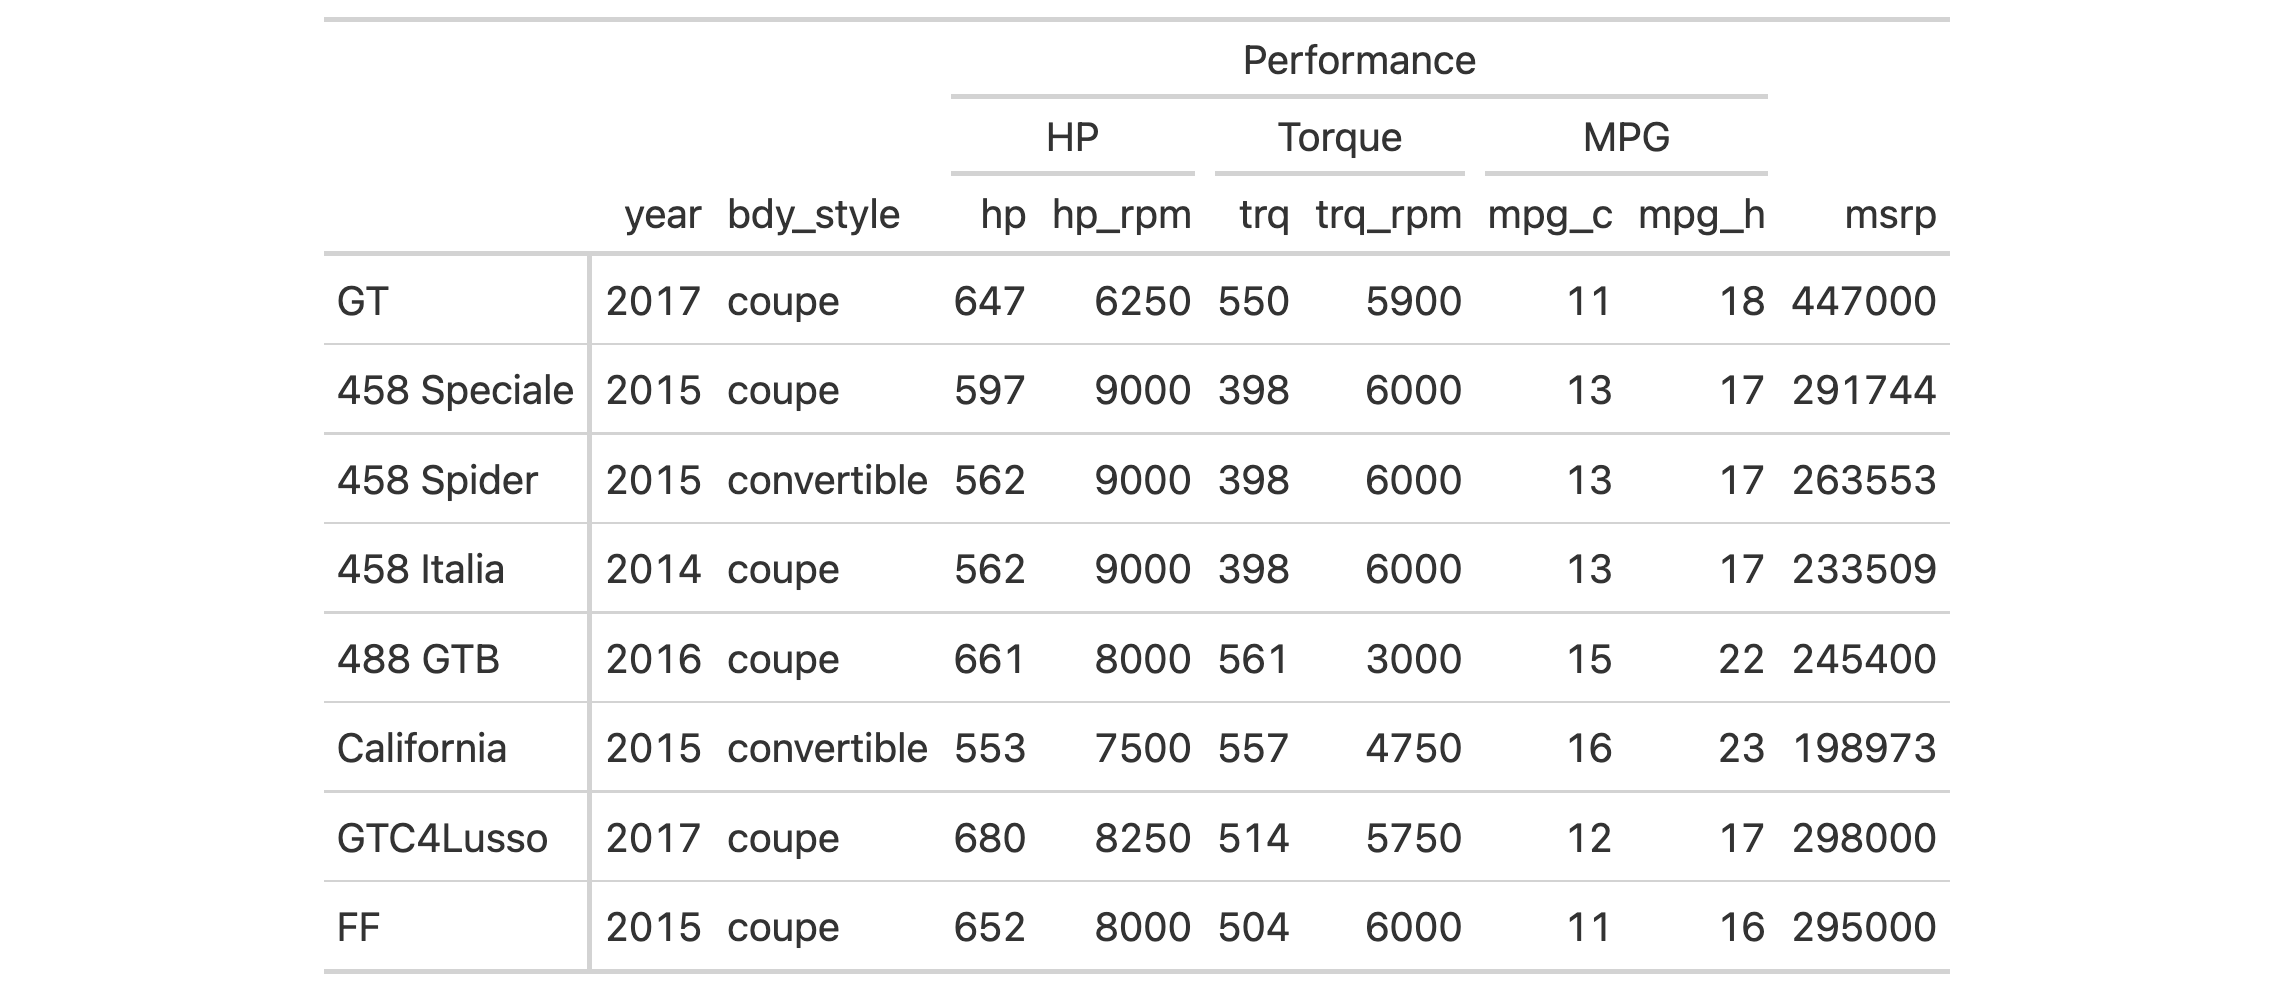 Performance
HP Torque MPG
year bdy_style hp hp_rpm trq trq_rpm mpg_c mpg_h msrp
GT 2017 coupe 647 6250 550 5900 11 18 447000
458 Speciale 2015 coupe 597 9000 398 6000 13 17 291744
458 Spider 2015 convertible 562 9000 398 6000 13 17 263553
458 Italia 2014 coupe 562 9000 398 6000 13 17 233509
488 GTB 2016 coupe 661 8000 561 3000 15 22 245400
California 2015 convertible 553 7500 557 4750 16 23 198973
GTC4Lusso 2017 coupe 680 8250 514 5750 12 17 298000
FF 2015 coupe 652 8000 504 6000 11 16 295000